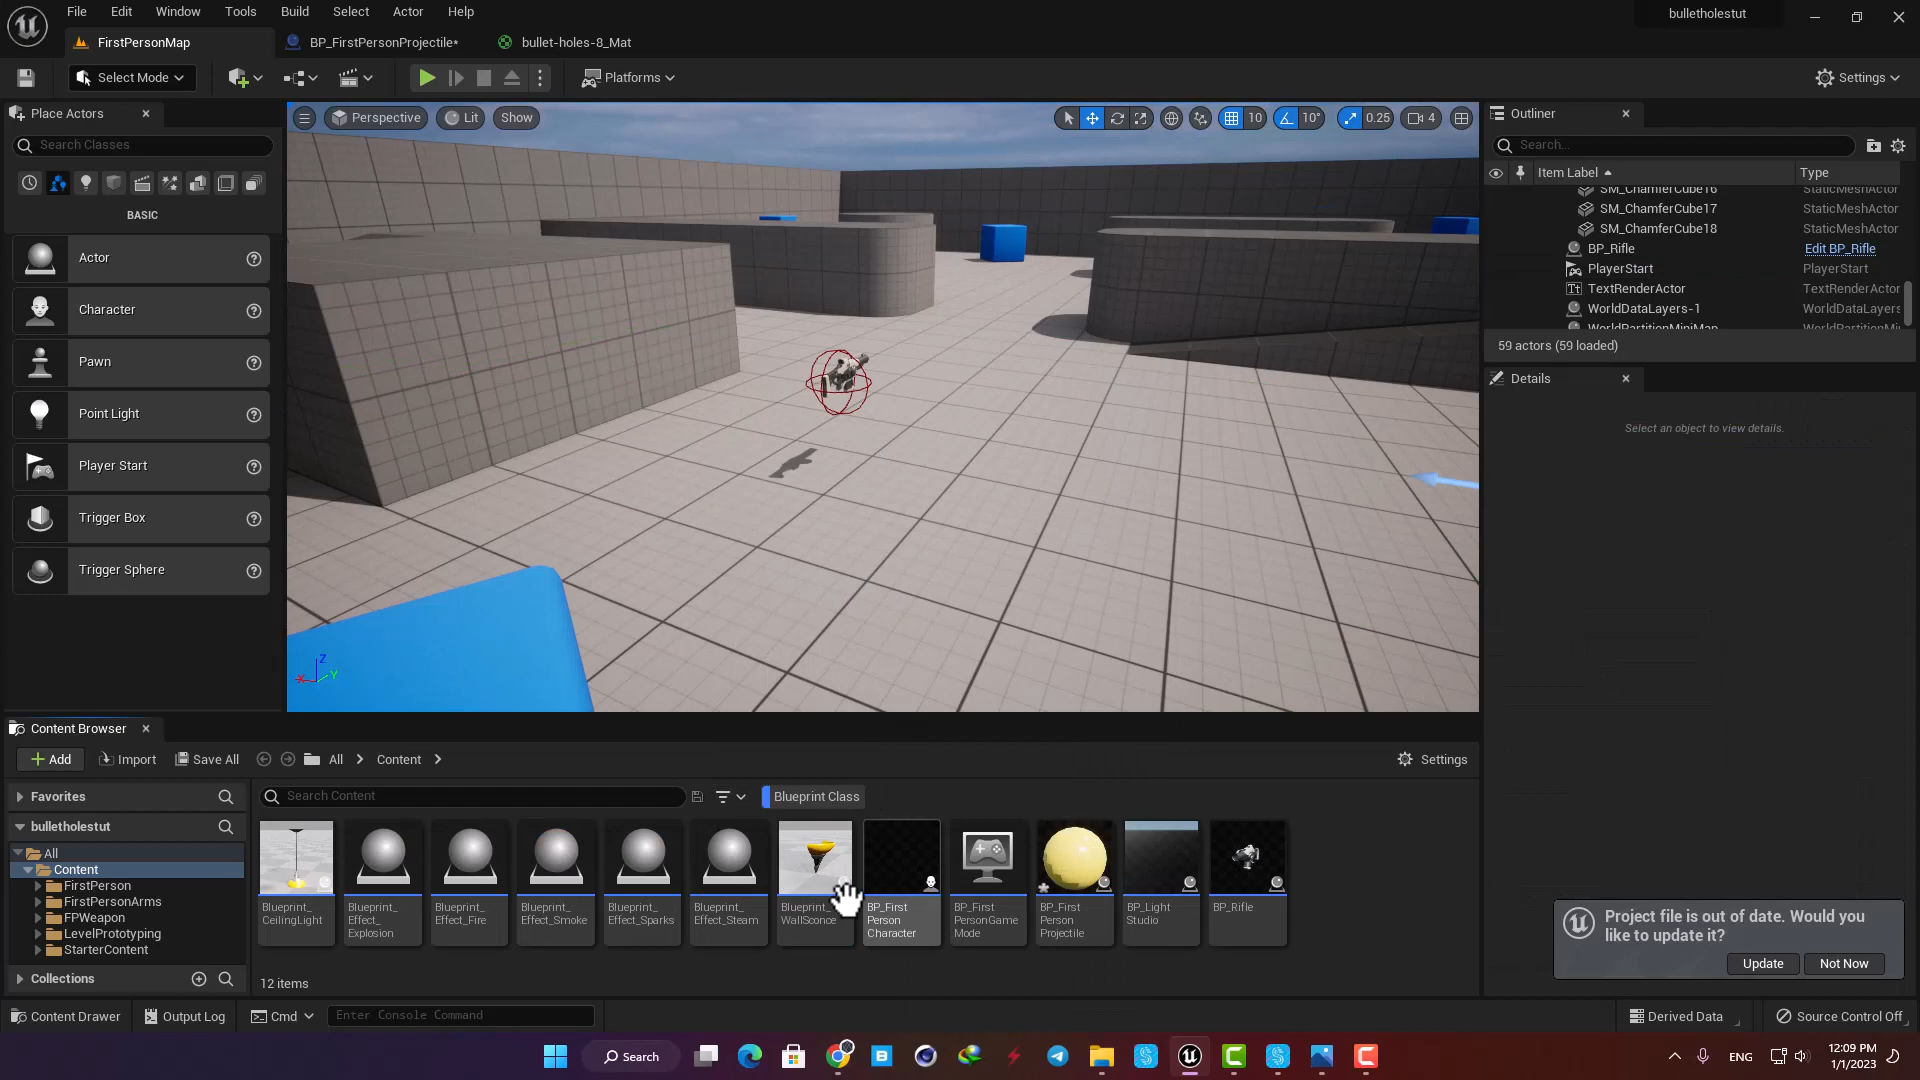 File Edit Window Tools Build Select Actor Help
bulletholestut
FirstPersonMap
BP_FirstPersonProjectile*
bullet-holes-8_Mat
Select Mode
Platforms
Settings
Place Actors
Search Classes
BASIC
Actor
Character
Pawn
Point Light
Player Start
Trigger Box
Trigger Sphere
Perspective
Lit
Show
10
10°
0.25
4
Z
X
Y
Outliner
Search...
Item Label
Type
SM_ChamferCube16 StaticMeshActor
SM_ChamferCube17 StaticMeshActor
SM_ChamferCube18 StaticMeshActor
BP_Rifle Edit BP_Rifle
PlayerStart PlayerStart
TextRenderActor TextRenderActor
WorldDataLayers-1 WorldDataLayers
WorldPartitionMiniMap WorldPartitionMi
59 actors (59 loaded)
Details
Select an object to view details.
Content Browser
Add
Import
Save All
All
Content
Settings
Favorites
bulletholestut
All
Content
FirstPerson
FirstPersonArms
FPWeapon
LevelPrototyping
StarterContent
Collections
Search Content
Blueprint Class
Blueprint_
CeilingLight
Blueprint_
Effect_
Explosion
Blueprint_
Effect_Fire
Blueprint_
Effect_Smoke
Blueprint_
Effect_Sparks
Blueprint_
Effect_Steam
Blueprint_
WallSconce
BP_First
Person
Character
BP_First
PersonGame
Mode
BP_First
Person
Projectile
BP_Light
Studio
BP_Rifle
12 items
Project file is out of date. Would you
like to update it?
Update
Not Now
Content Drawer
Output Log
Cmd
Enter Console Command
Derived Data
Source Control Off
Search
ENG
12:09 PM
1/1/2023